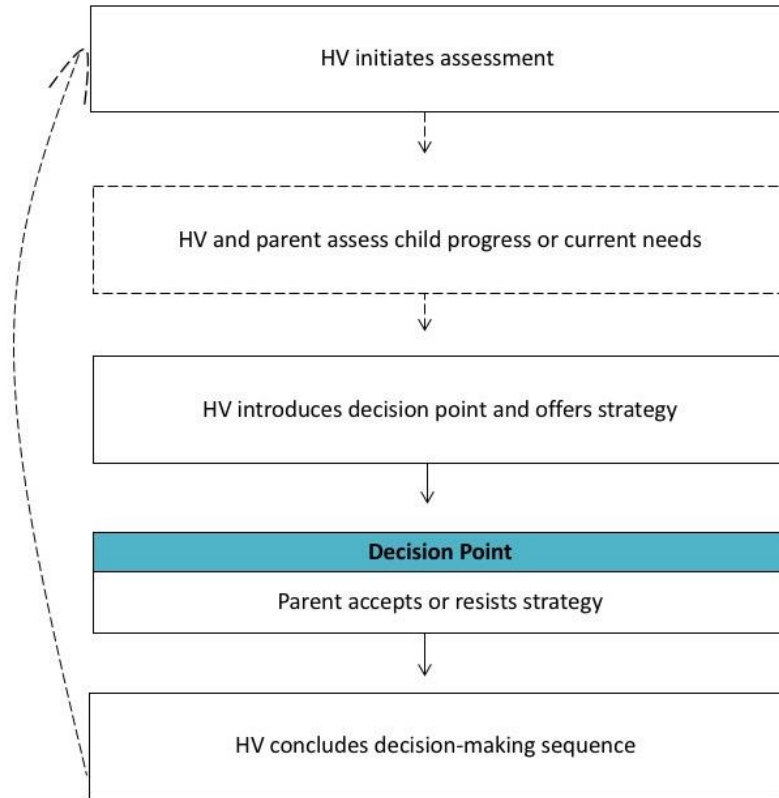 HV initiates assessment
HV and parent assess child progress or current needs
HV introduces decision point and offers strategy
Decision Point
Parent accepts or resists strategy
HV concludes decision-making sequence